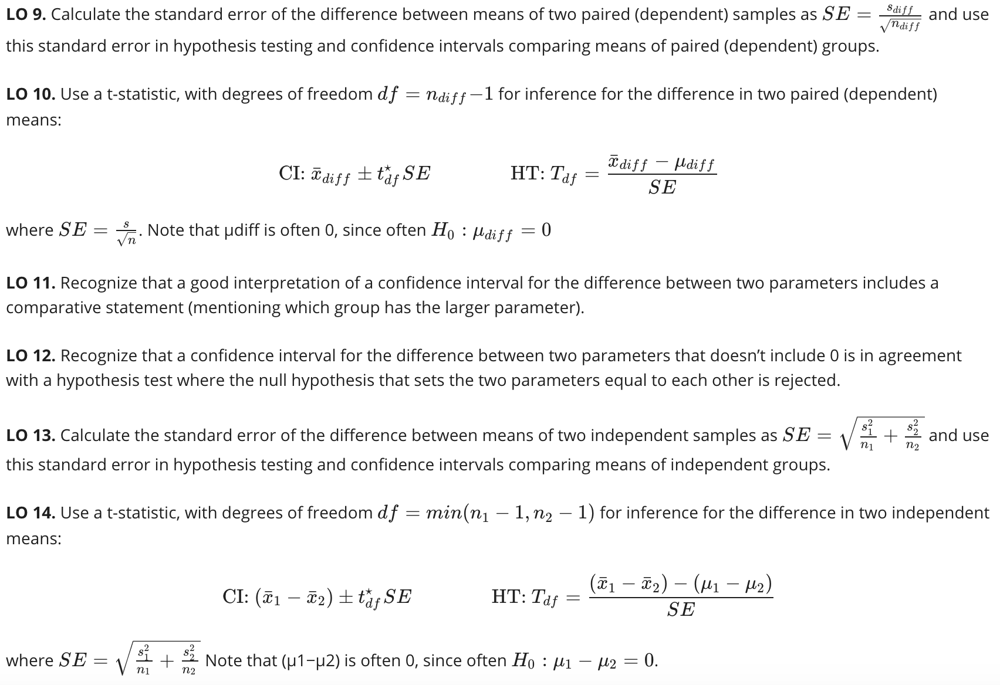 LO 9. Calculate the standard error of the difference between means of two paired (dependent) samples as $SE = \frac{s_{diff}}{\sqrt{n_{diff}}}$ and use
this standard error in hypothesis testing and confidence intervals comparing means of paired (dependent) groups.
LO 10. Use a t-statistic, with degrees of freedom $df = n_{diff} - 1$ for inference for the difference in two paired (dependent)
means:
CI: $\bar{x}_{diff} \pm t^{\star}_{df} SE$ HT: $T_{df} = \frac{\bar{x}_{diff} - \mu_{diff}}{SE}$
where $SE = \frac{s}{\sqrt{n}}$. Note that μdiff is often 0, since often $H_0 : \mu_{diff} = 0$
LO 11. Recognize that a good interpretation of a confidence interval for the difference between two parameters includes a
comparative statement (mentioning which group has the larger parameter).
LO 12. Recognize that a confidence interval for the difference between two parameters that doesn’t include 0 is in agreement
with a hypothesis test where the null hypothesis that sets the two parameters equal to each other is rejected.
LO 13. Calculate the standard error of the difference between means of two independent samples as $SE = \sqrt{\frac{s_1^2}{n_1} + \frac{s_2^2}{n_2}}$ and use
this standard error in hypothesis testing and confidence intervals comparing means of independent groups.
LO 14. Use a t-statistic, with degrees of freedom $df = min(n_1 - 1, n_2 - 1)$ for inference for the difference in two independent
means:
CI: $(\bar{x}_1 - \bar{x}_2) \pm t^{\star}_{df} SE$ HT: $T_{df} = \frac{(\bar{x}_1 - \bar{x}_2) - (\mu_1 - \mu_2)}{SE}$
where $SE = \sqrt{\frac{s_1^2}{n_1} + \frac{s_2^2}{n_2}}$ Note that (μ1−μ2) is often 0, since often $H_0 : \mu_1 - \mu_2 = 0$.